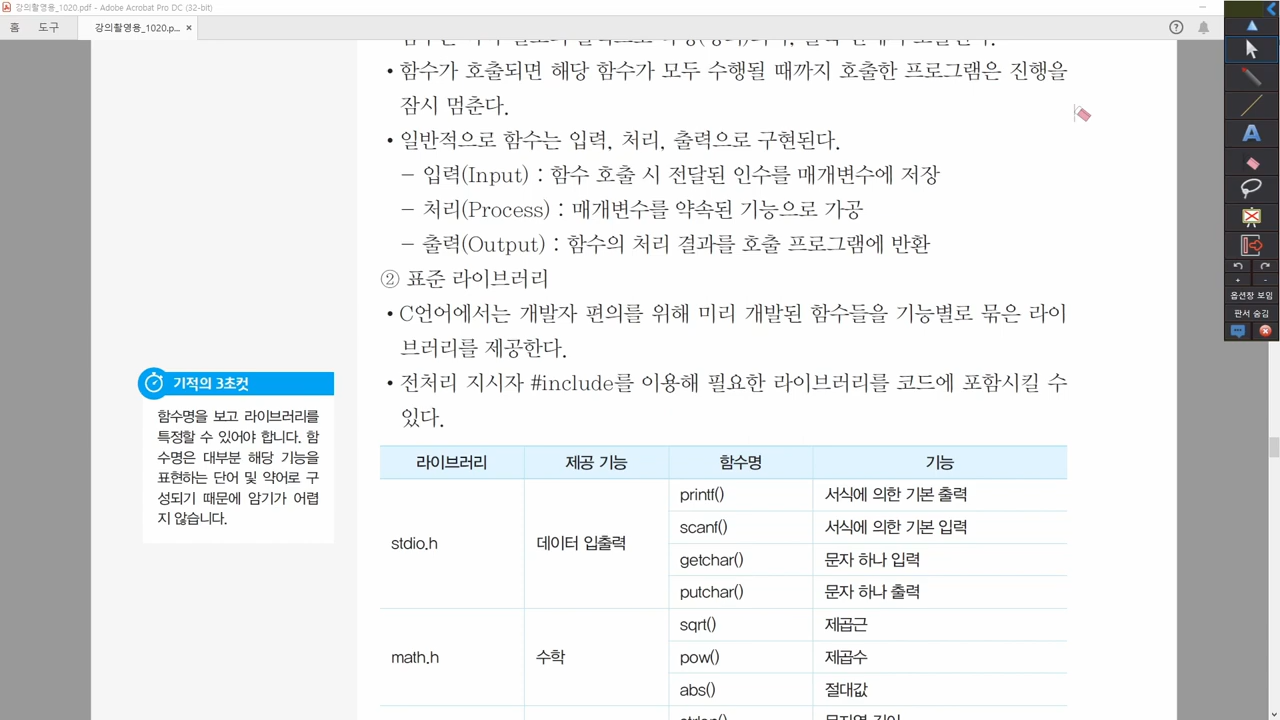 강의촬영용_1020.pdf - Adobe Acrobat Pro DC (32-bit)
홈 도구 강의촬영용_1020.p... ×
• 함수가 호출되면 해당 함수가 모두 수행될 때까지 호출한 프로그램은 진행을
잠시 멈춘다.
• 일반적으로 함수는 입력, 처리, 출력으로 구현된다.
– 입력(Input) : 함수 호출 시 전달된 인수를 매개변수에 저장
– 처리(Process) : 매개변수를 약속된 기능으로 가공
– 출력(Output) : 함수의 처리 결과를 호출 프로그램에 반환
② 표준 라이브러리
• C언어에서는 개발자 편의를 위해 미리 개발된 함수들을 기능별로 묶은 라이
브러리를 제공한다.
• 전처리 지시자 #include를 이용해 필요한 라이브러리를 코드에 포함시킬 수
있다.
기적의 3초컷
함수명을 보고 라이브러리를
특정할 수 있어야 합니다. 함
수명은 대부분 해당 기능을
표현하는 단어 및 약어로 구
성되기 때문에 암기가 어렵
지 않습니다.
라이브러리 제공 기능 함수명 기능
stdio.h 데이터 입출력
printf() 서식에 의한 기본 출력
scanf() 서식에 의한 기본 입력
getchar() 문자 하나 입력
putchar() 문자 하나 출력
math.h 수학
sqrt() 제곱근
pow() 제곱수
abs() 절대값
옵션장 보임
판서 숨김